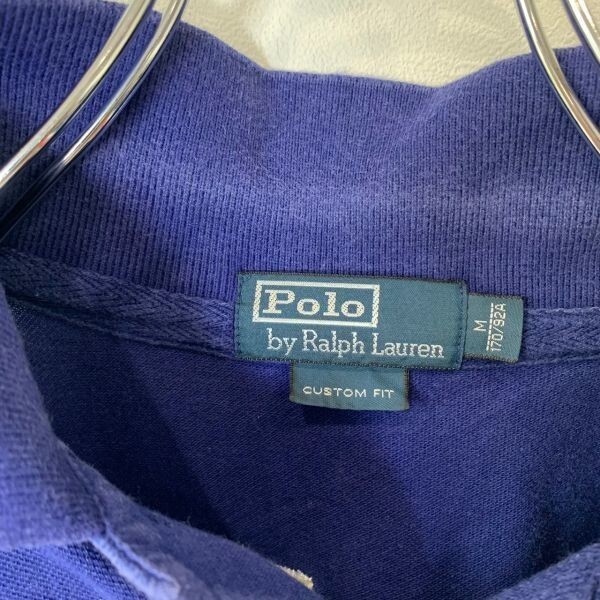 Polo
by Ralph Lauren
M
170/92A
CUSTOM FIT